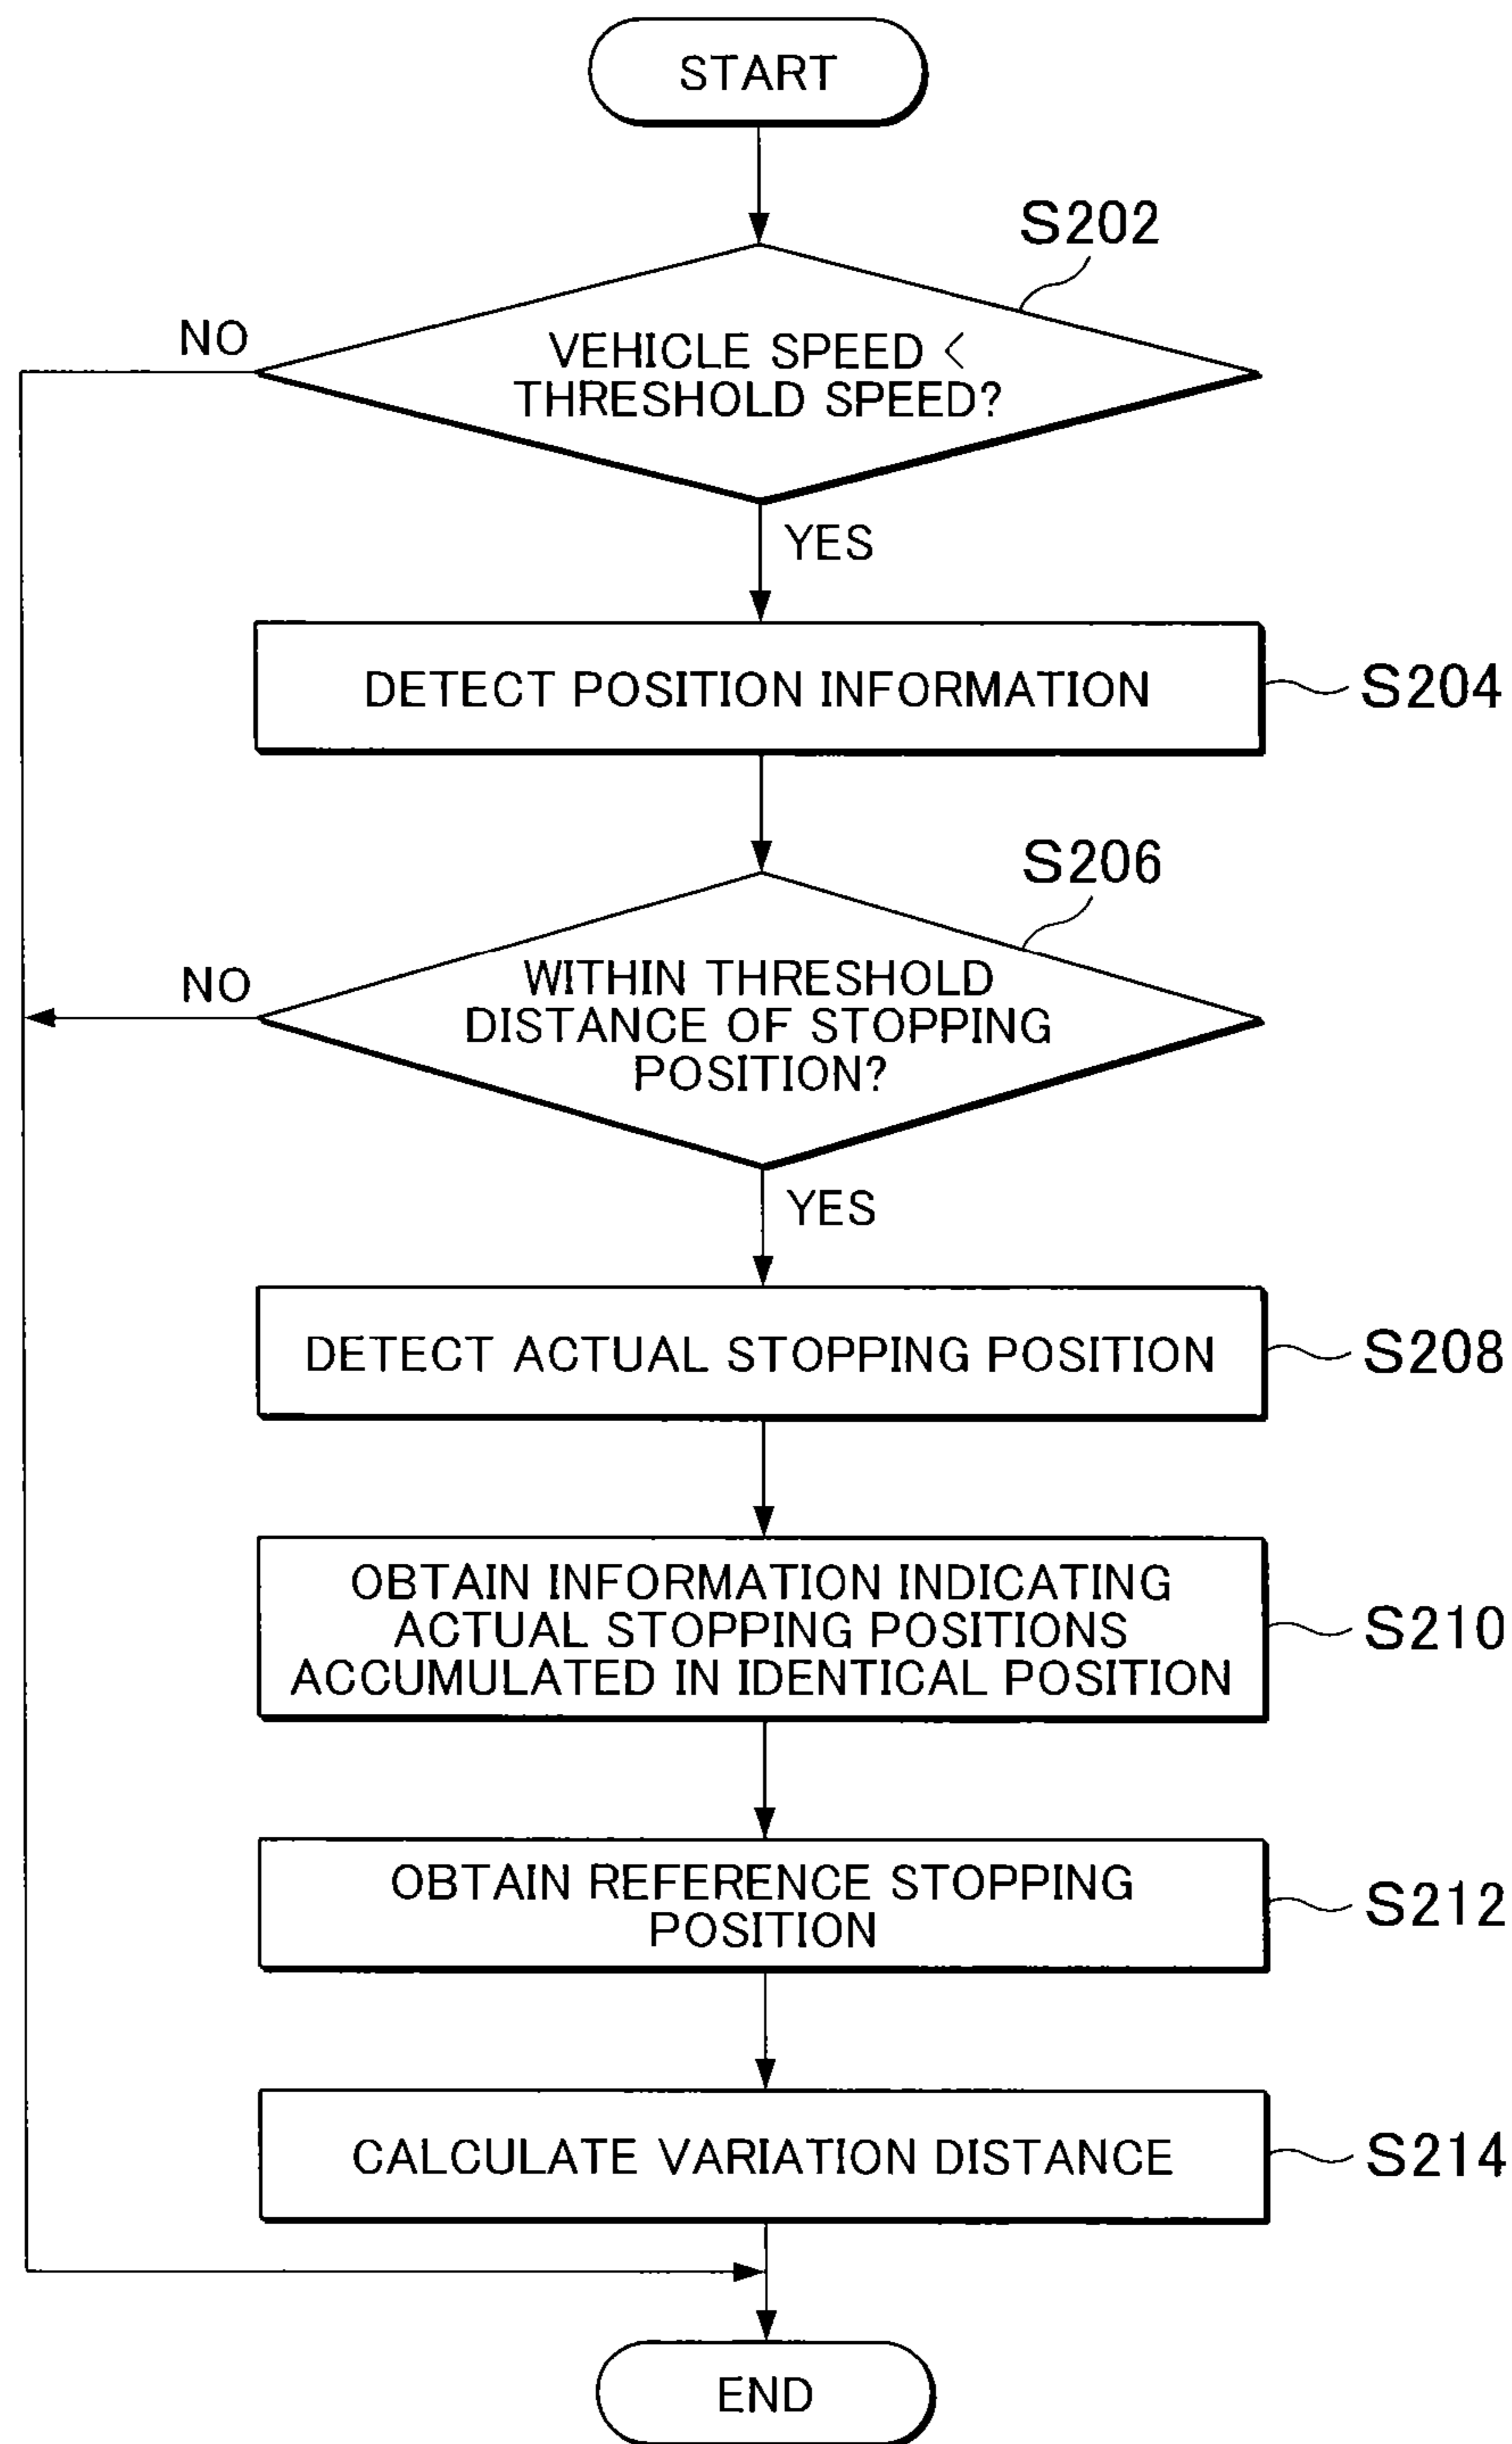 START
S202
NO
VEHICLE SPEED <
THRESHOLD SPEED?
YES
DETECT POSITION INFORMATION
S204
S206
NO
WITHIN THRESHOLD
DISTANCE OF STOPPING
POSITION?
YES
DETECT ACTUAL STOPPING POSITION
S208
OBTAIN INFORMATION INDICATING
ACTUAL STOPPING POSITIONS
ACCUMULATED IN IDENTICAL POSITION
S210
OBTAIN REFERENCE STOPPING
POSITION
S212
CALCULATE VARIATION DISTANCE
S214
END